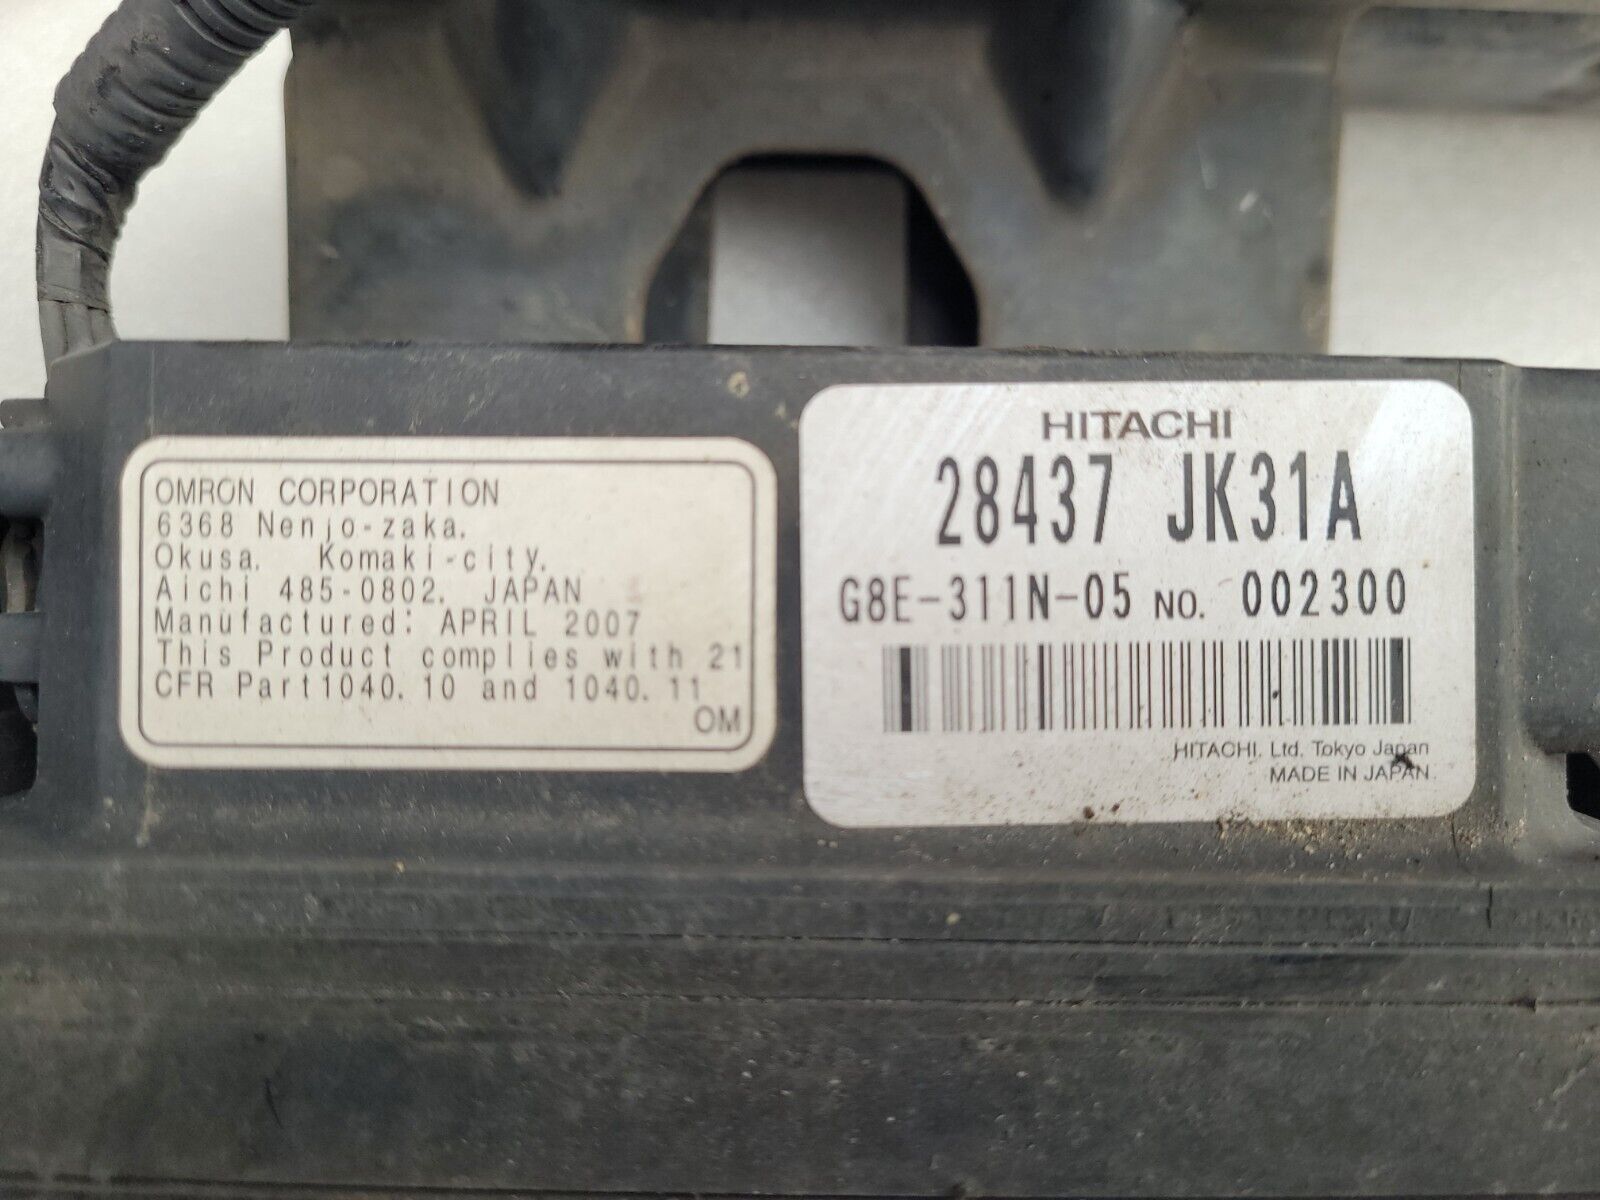 OMRON CORPORATION
6368 Nenjo-zaka.
Okusa. Komaki-city.
Aichi 485-0802. JAPAN
Manufactured: APRIL 2007
This Product complies with 21
CFR Part1040.10 and 1040.11
OM
HITACHI
28437 JK31A
G8E-311N-05 NO. 002300
HITACHI. Ltd. Tokyo Japan
MADE IN JAPAN